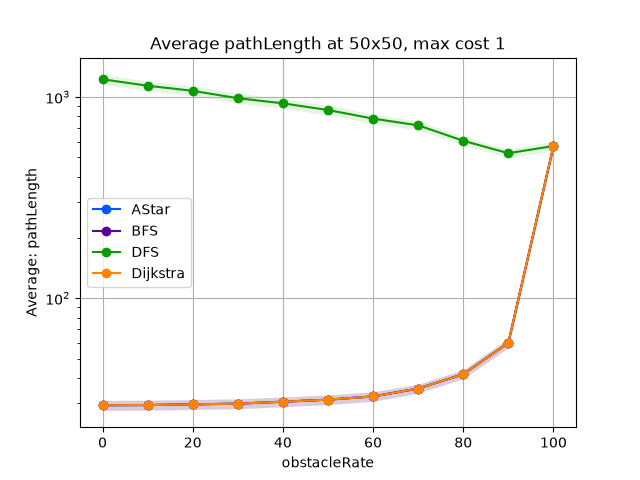 Average pathLength at 50x50, max cost 1
Average: pathLength
10³
10²
AStar
BFS
DFS
Dijkstra
0 20 40 60 80 100
obstacleRate